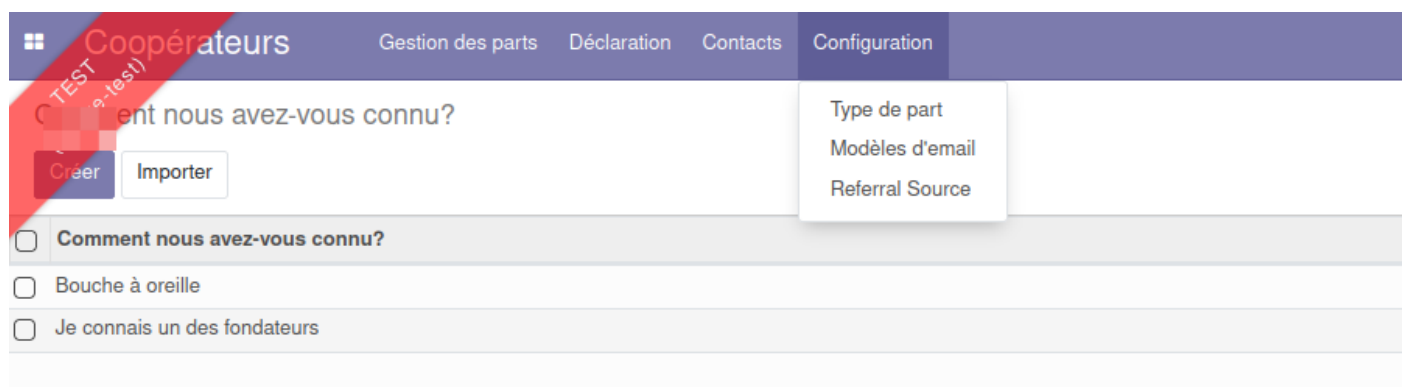 Coopérateurs Gestion des parts Déclaration Contacts Configuration
TEST
e-test)
ent nous avez-vous connu?
Type de part
Modèles d'email
Referral Source
Créer Importer
Comment nous avez-vous connu?
Bouche à oreille
Je connais un des fondateurs